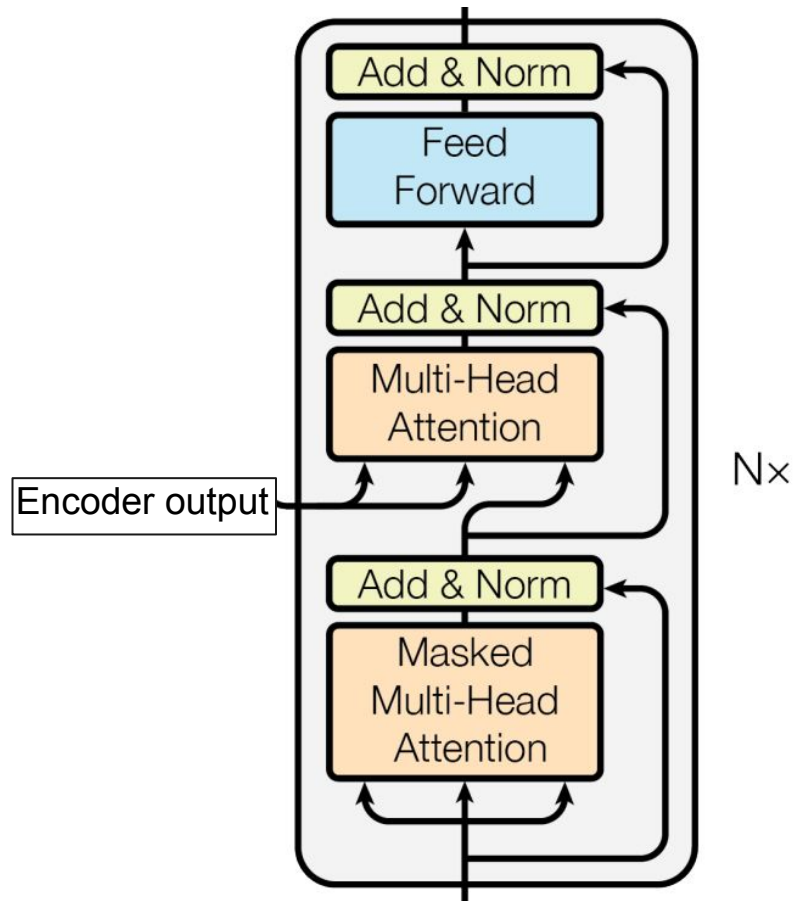 Add & Norm
Feed
Forward
Add & Norm
Multi-Head
Attention
Encoder output
N×
Add & Norm
Masked
Multi-Head
Attention